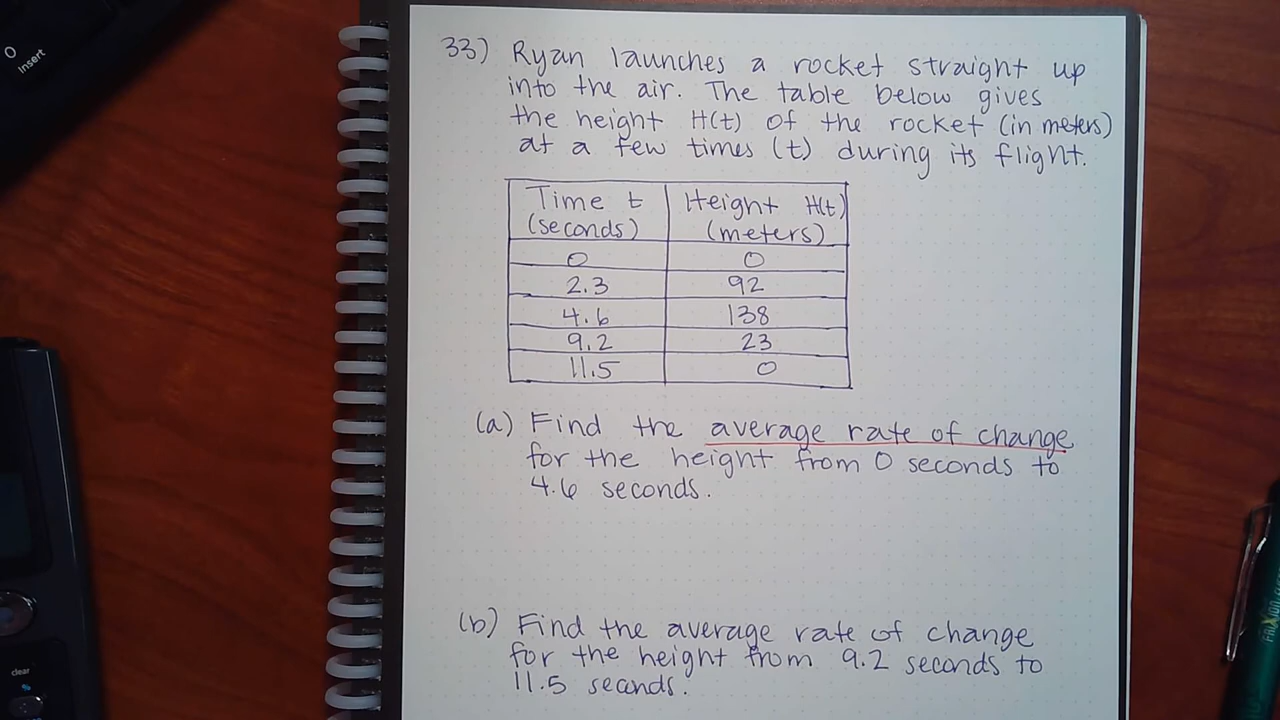 0
Insert
33) Ryan launches a rocket straight up
into the air. The table below gives
the height H(t) of the rocket (in meters)
at a few times (t) during its flight.
Time t Height H(t)
(seconds) (meters)
0 0
2.3 92
4.6 138
9.2 23
11.5 0
(a) Find the average rate of change
for the height from 0 seconds to
4.6 seconds.
(b) Find the average rate of change
for the height from 9.2 seconds to
11.5 seconds.
clear